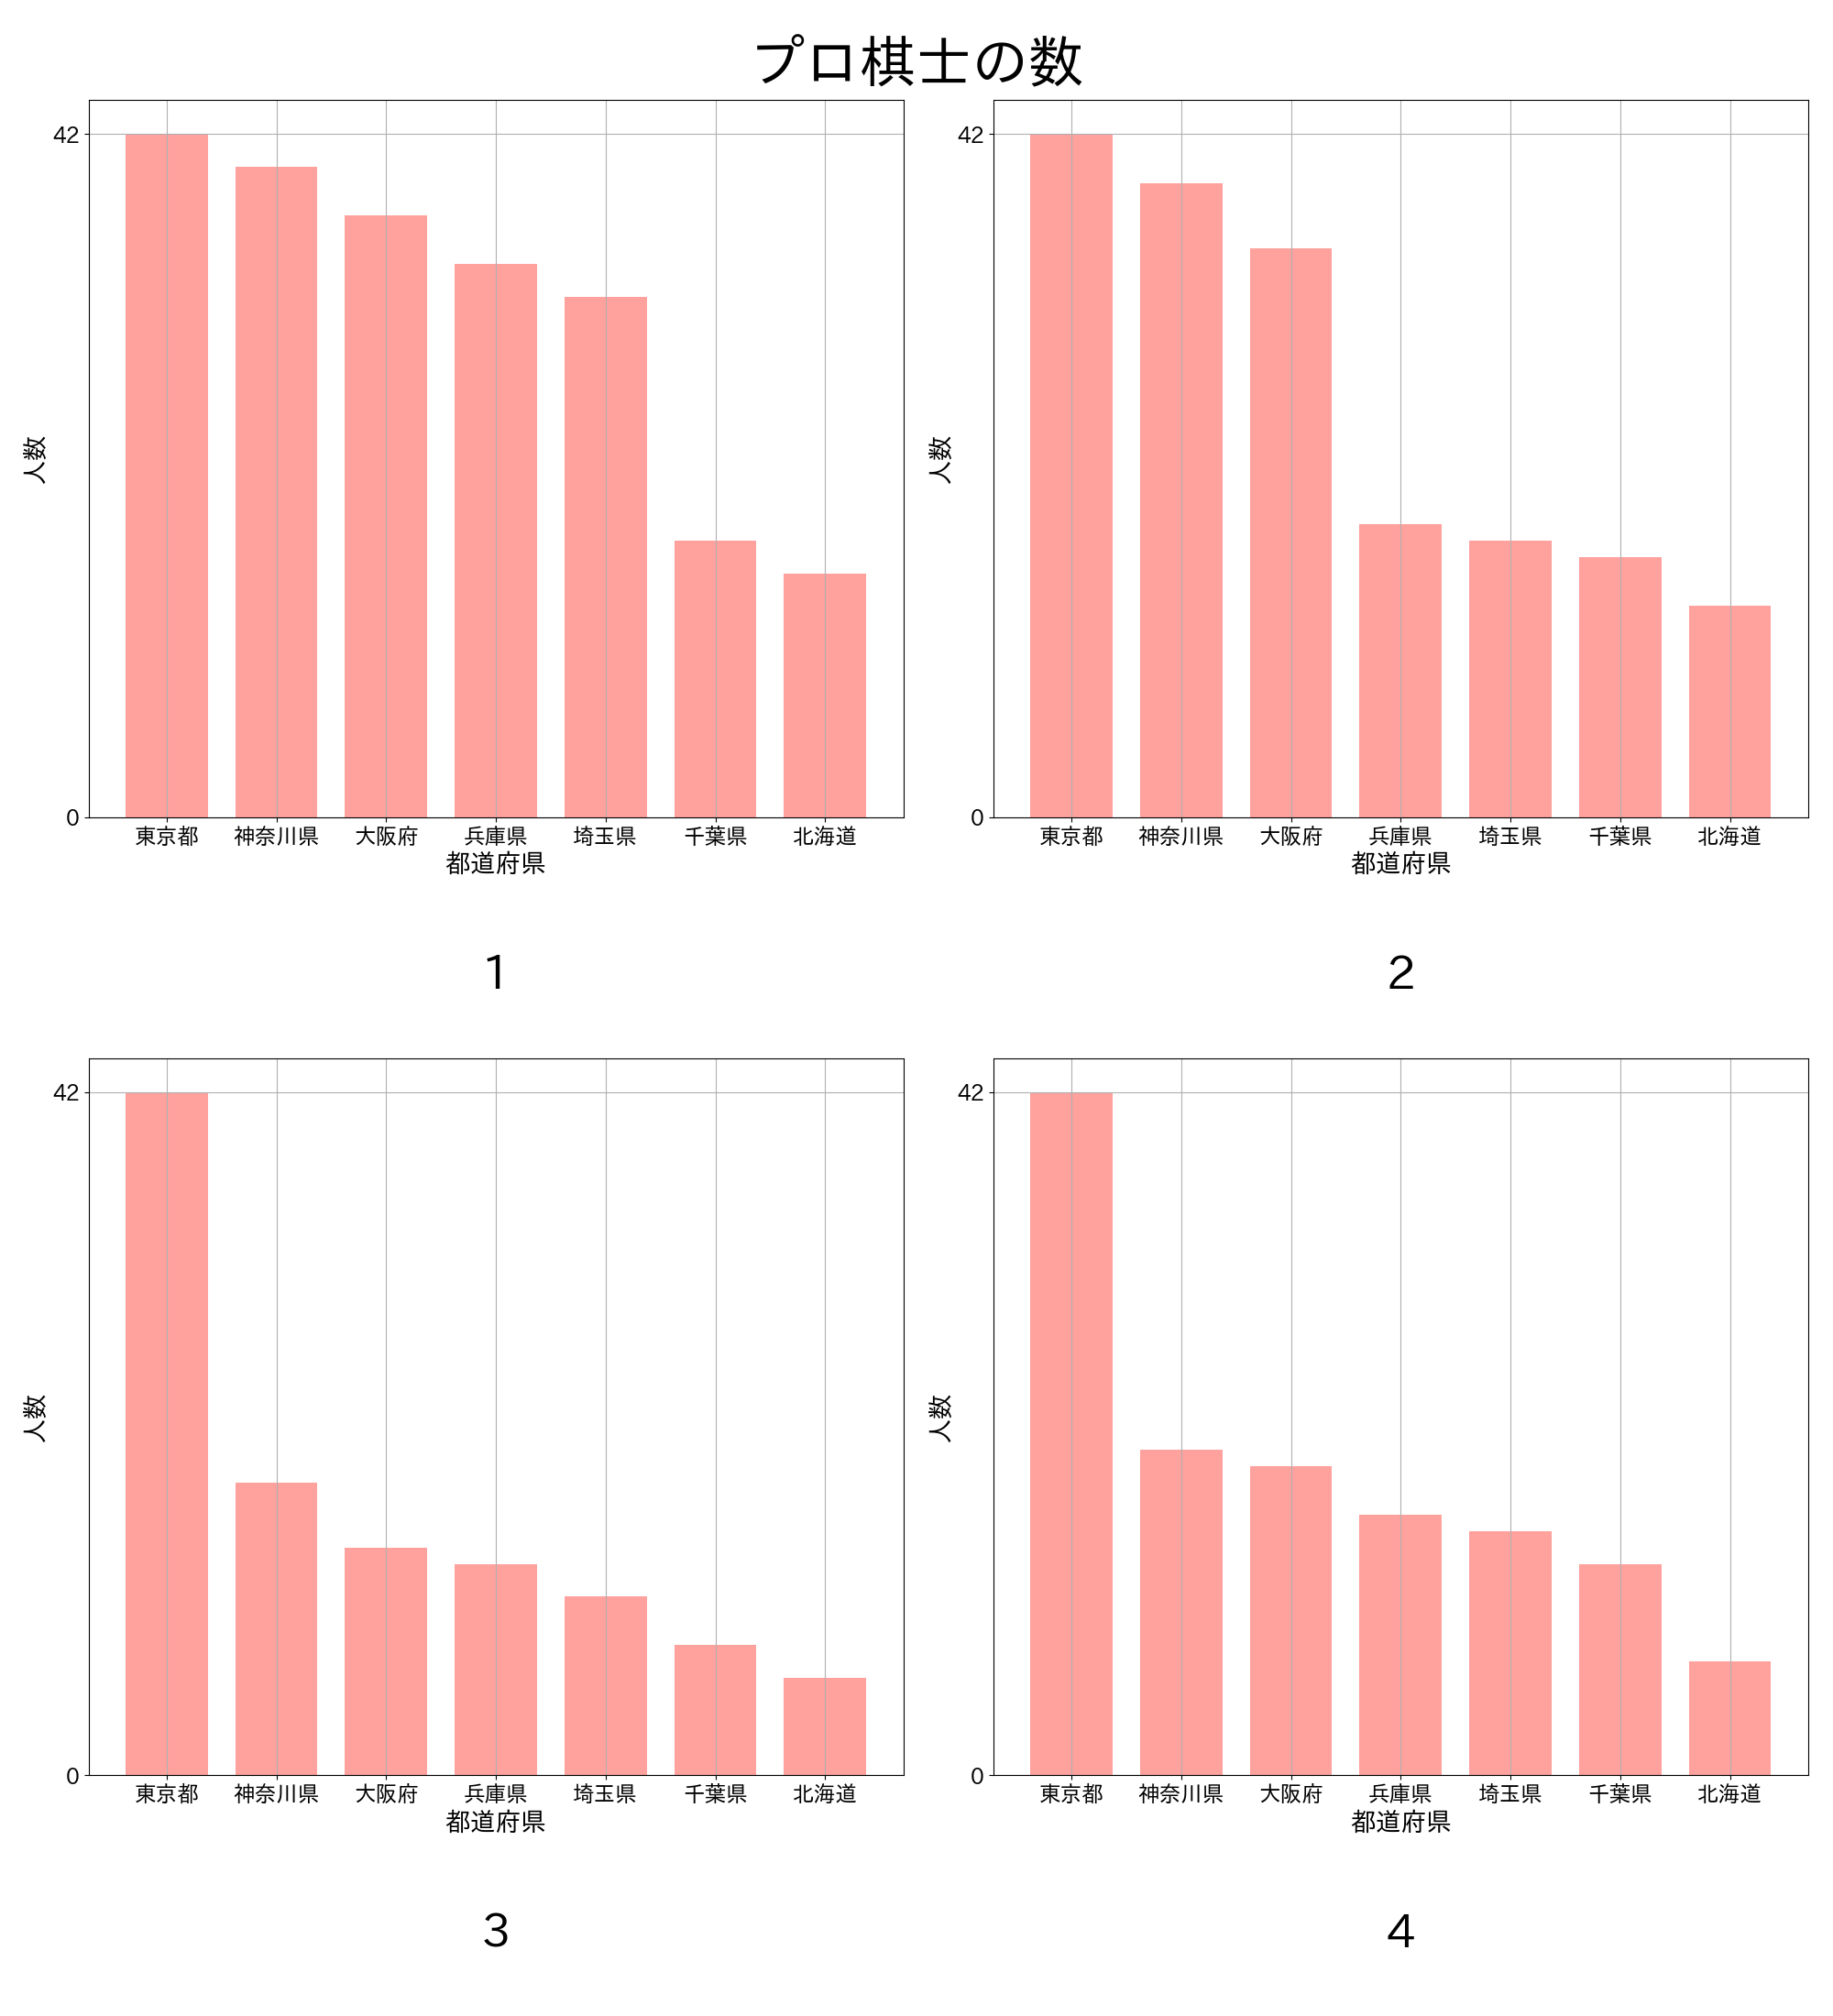 プロ棋士の数
42
0
人数
東京都 神奈川県 大阪府 兵庫県 埼玉県 千葉県 北海道
都道府県
1
42
0
人数
東京都 神奈川県 大阪府 兵庫県 埼玉県 千葉県 北海道
都道府県
2
42
0
人数
東京都 神奈川県 大阪府 兵庫県 埼玉県 千葉県 北海道
都道府県
3
42
0
人数
東京都 神奈川県 大阪府 兵庫県 埼玉県 千葉県 北海道
都道府県
4